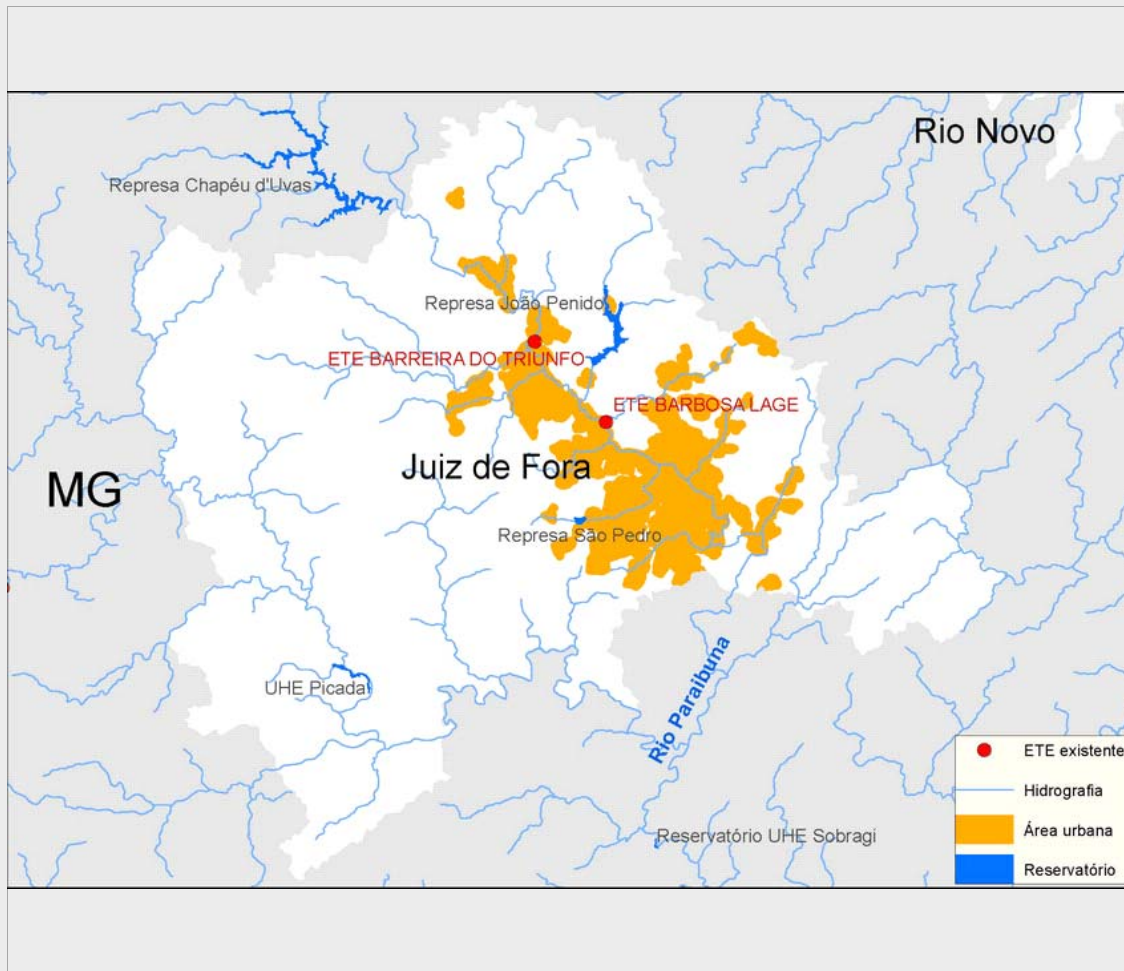 Rio Novo
Represa Chapéu d'Uvas
Represa João Penido
ETE BARREIRA DO TRIUNFO
ETE BARBOSA LAGE
Juiz de Fora
MG
Represa São Pedro
Rio Paraibuna
UHE Picada
ETE existente
Hidrografia
Reservatório UHE Sobragi
Área urbana
Reservatório